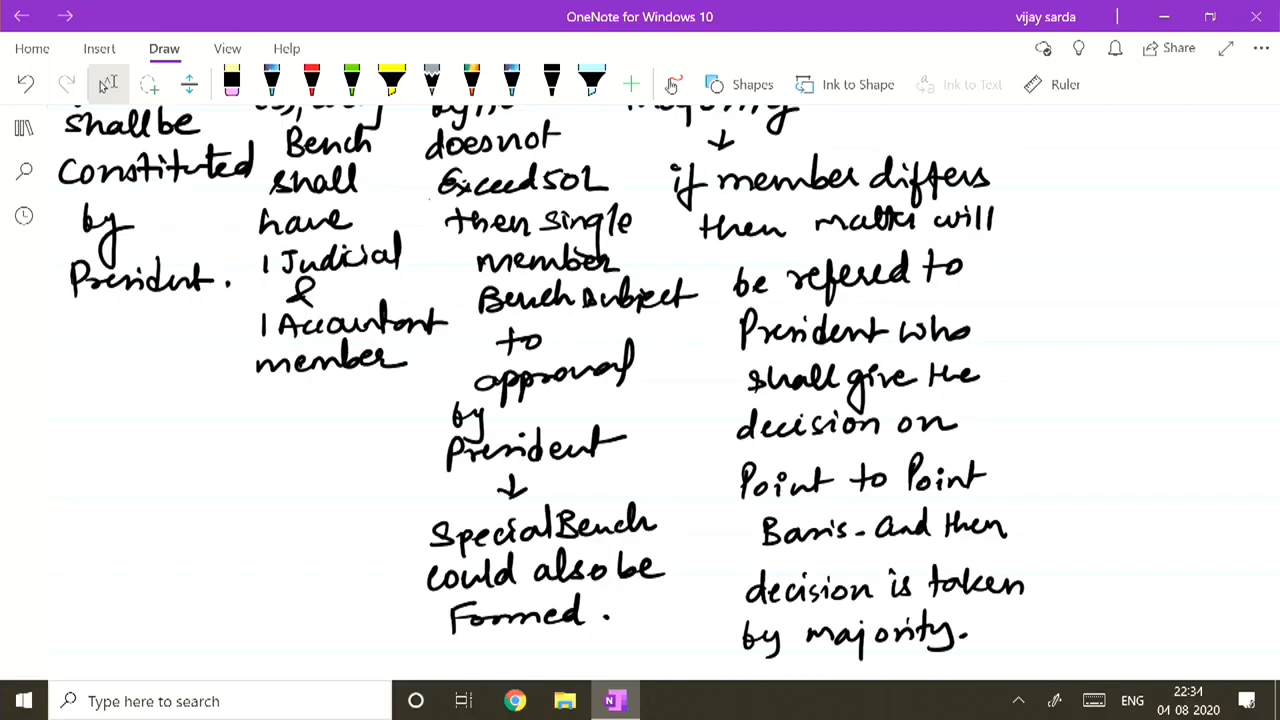 OneNote for Windows 10
vijay sarda
Home Insert Draw View Help
Share
Shapes
Ink to Shape
Ink to Text
Ruler
shall be
Constituted
by
President.
Bench
shall
have
1 Judicial
&
1 Accountant
member
does not
Exceed 50L
then single
member
Bench subject
to
approval
by
President
↓
Special Bench
could also be
Formed.
↓
if member differs
then matter will
be refered to
President who
shall give the
decision on
Point to Point
Basis - And then
decision is taken
by majority.
Type here to search
ENG
22:34
04-08-2020